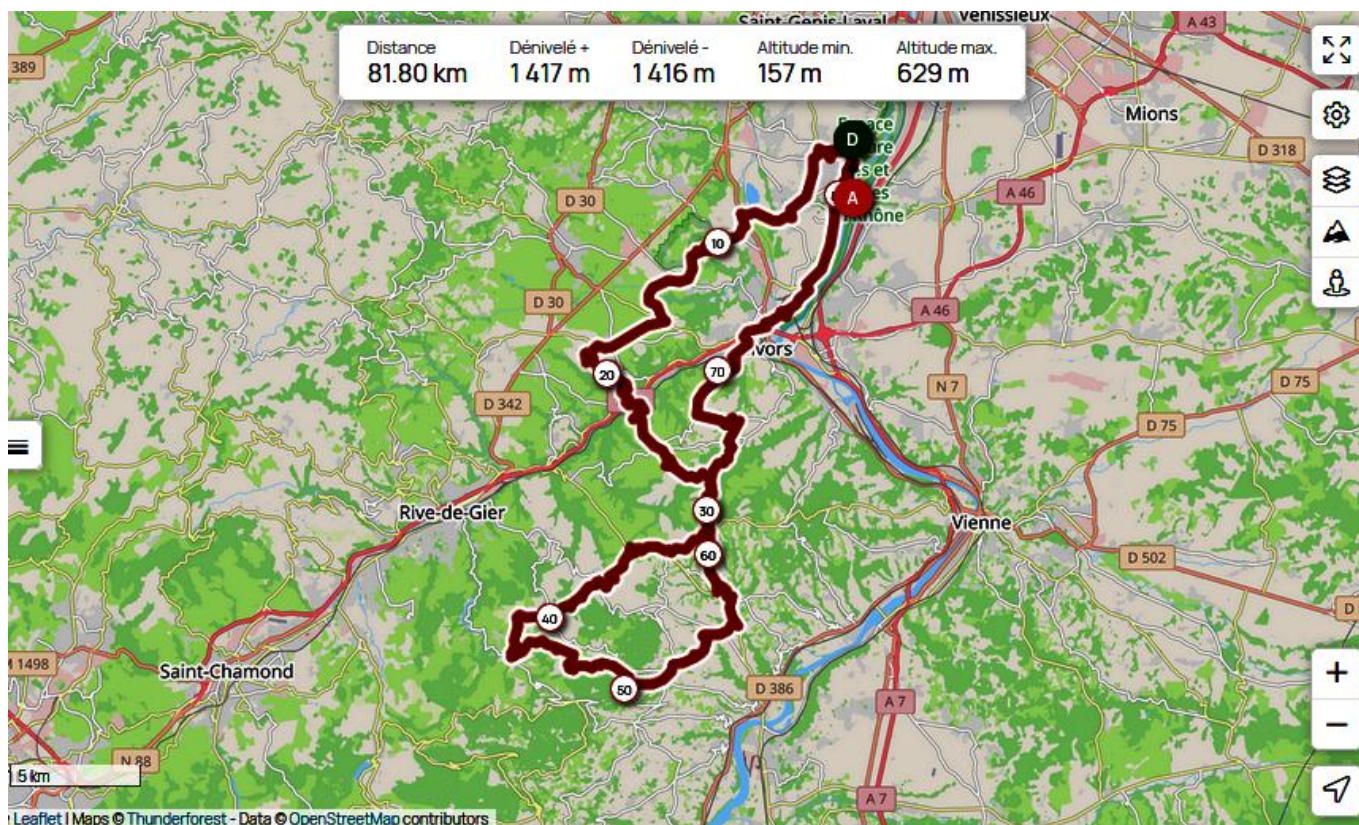 Saint-Genis-Laval
Vénissieux
A 43
389
Distance
Dénivelé +
Dénivelé -
Altitude min.
Altitude max.
81.80 km
1 417 m
1 416 m
157 m
629 m
Mions
D
D 318
D 30
A 46
A
10
D 30
A 46
20
70
D 75
N 7
D 342
D 75
30
Rive-de-Gier
Vienne
60
D 502
40
D
M 1498
Saint-Chamond
50
D 386
A 7
N 88
5 km
A 7
Leaflet | Maps © Thunderforest - Data © OpenStreetMap contributors